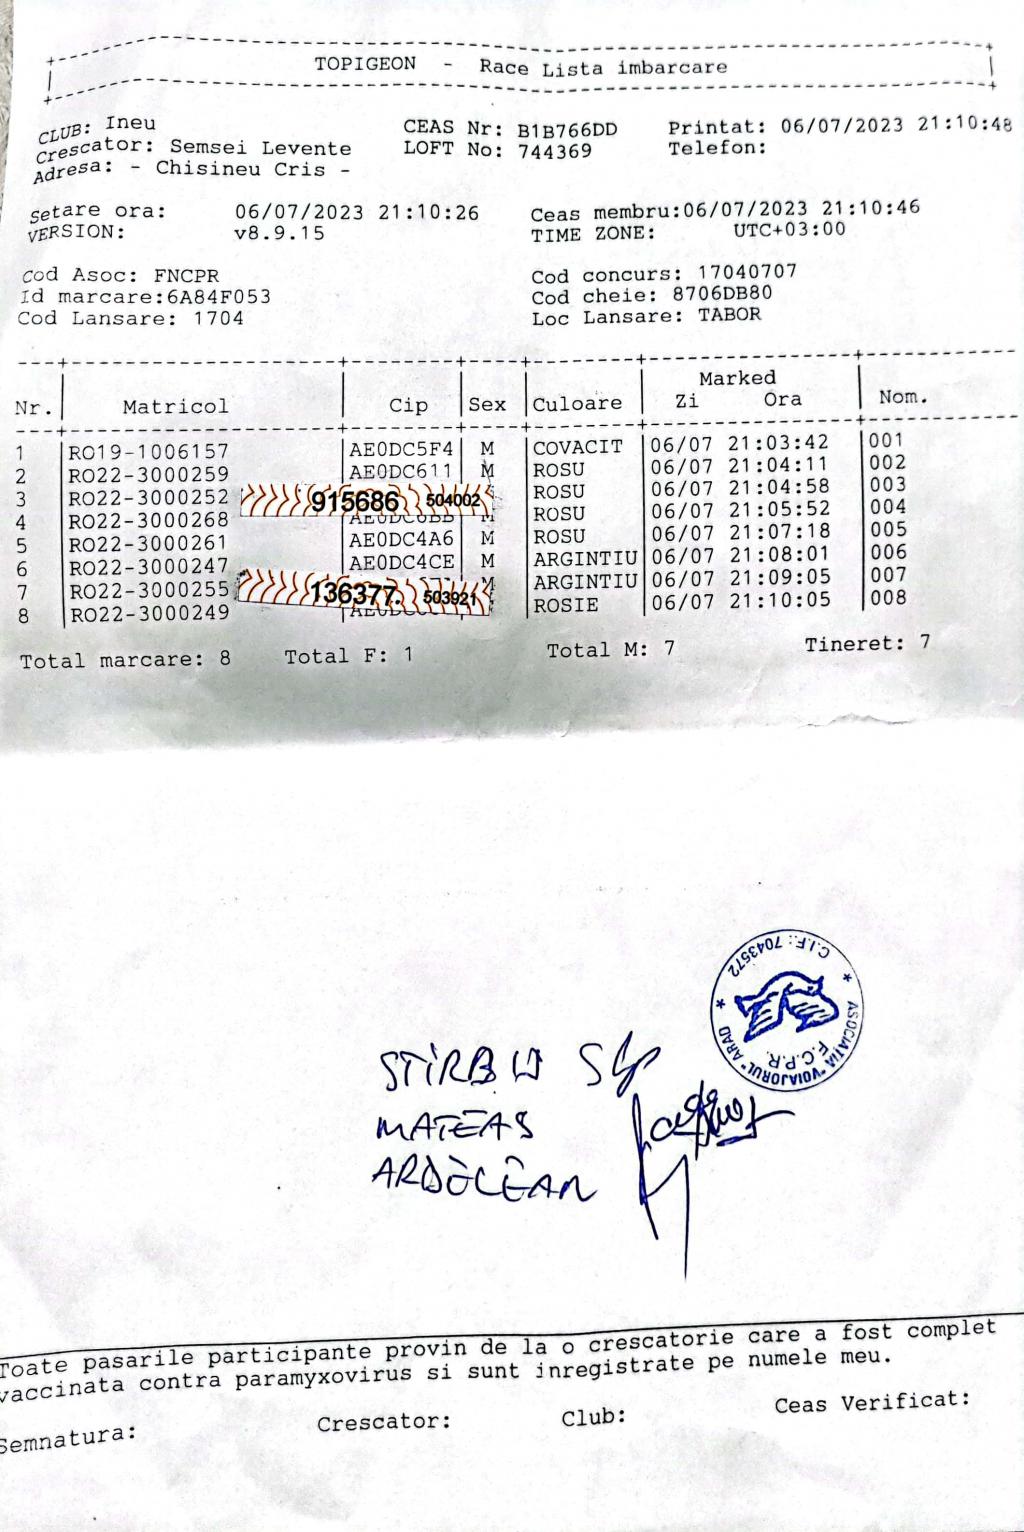 TOPIGEON - Race Lista imbarcare
CLUB: Ineu CEAS Nr: B1B766DD Printat: 06/07/2023 21:10:48
Crescator: Semsei Levente LOFT No: 744369 Telefon:
Adresa: - Chisineu Cris -
Setare ora: 06/07/2023 21:10:26 Ceas membru:06/07/2023 21:10:46
VERSION: v8.9.15 TIME ZONE: UTC+03:00
Cod Asoc: FNCPR Cod concurs: 17040707
Id marcare:6A84F053 Cod cheie: 8706DB80
Cod Lansare: 1704 Loc Lansare: TABOR
Marked
Nr. Matricol Cip Sex Culoare Zi Ora Nom.
1 RO19-1006157 AE0DC5F4 M COVACIT 06/07 21:03:42 001
2 RO22-3000259 AE0DC611 M ROSU 06/07 21:04:11 002
3 RO22-3000252 915686 504002 ROSU 06/07 21:04:58 003
4 RO22-3000268 M ROSU 06/07 21:05:52 004
5 RO22-3000261 AE0DC4A6 M ROSU 06/07 21:07:18 005
6 RO22-3000247 AE0DC4CE M ARGINTIU 06/07 21:08:01 006
7 RO22-3000255 136377 503921 M ARGINTIU 06/07 21:09:05 007
8 RO22-3000249 ROSIE 06/07 21:10:05 008
Total marcare: 8 Total F: 1 Total M: 7 Tineret: 7
C.I.F.: 7043572
ASOCIATIA "VOIAJORUL" ARAD
F.C.P.R.
STIRBU
MATEAS
ARDELEAN
Toate pasarile participante provin de la o crescatorie care a fost complet
vaccinata contra paramyxovirus si sunt inregistrate pe numele meu.
Semnatura: Crescator: Club: Ceas Verificat: